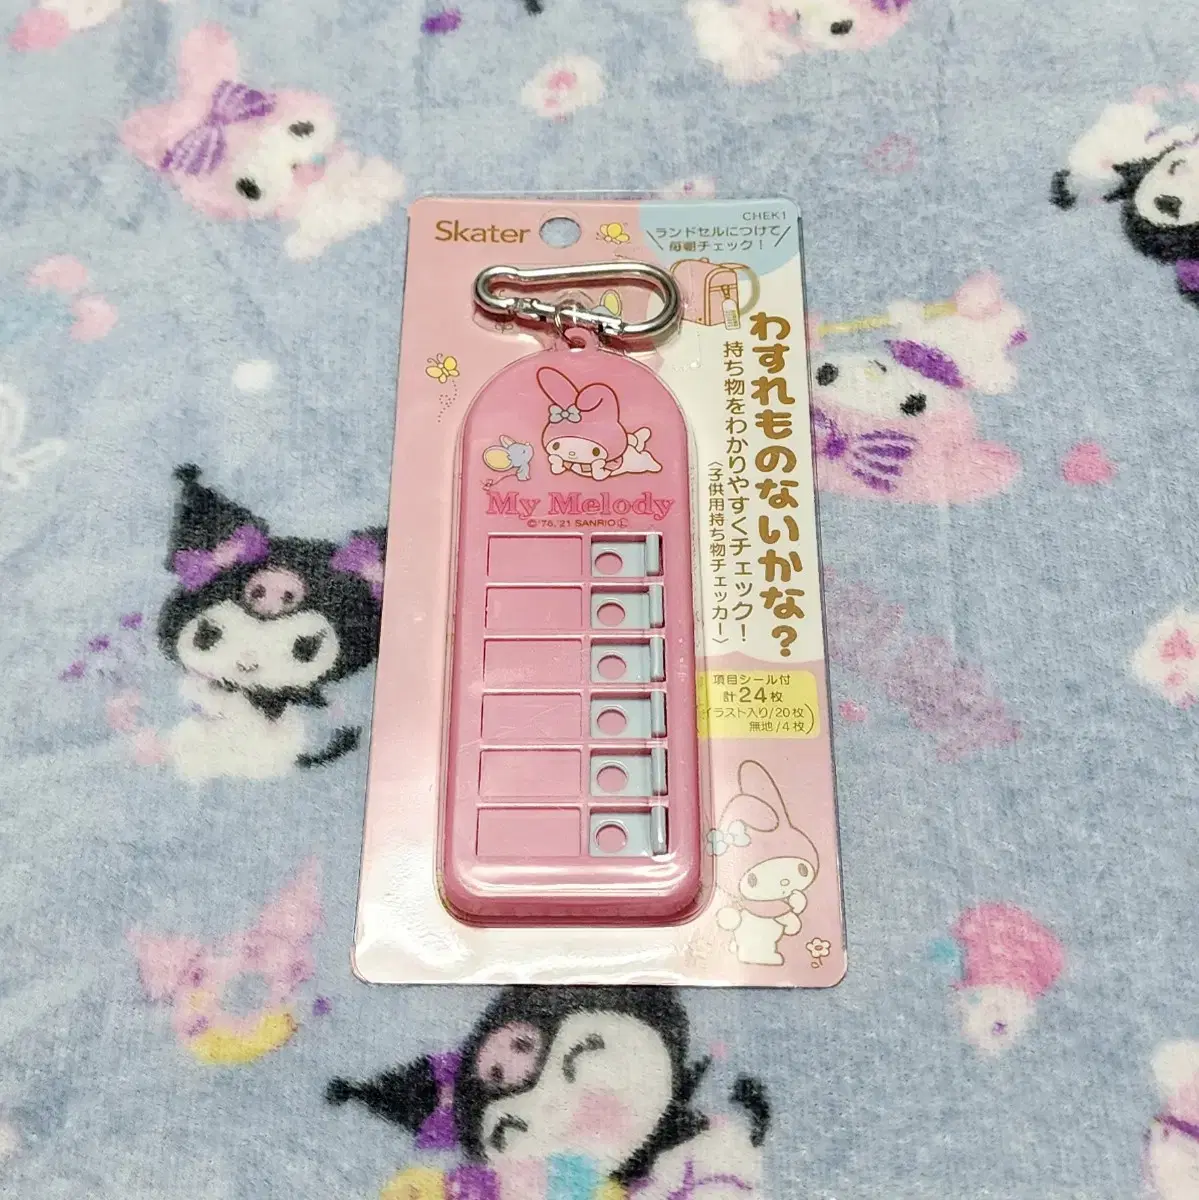 Skater
CHEK1
ランドセルにつけて
毎朝チェック!
わすれものないかな?
持ち物をわかりやすくチェック!
〈子供用持ち物チェッカー〉
My Melody
©'76,'21 SANRIO Ⓛ
項目シール付
計24枚
(イラスト入り/20枚
無地/4枚)